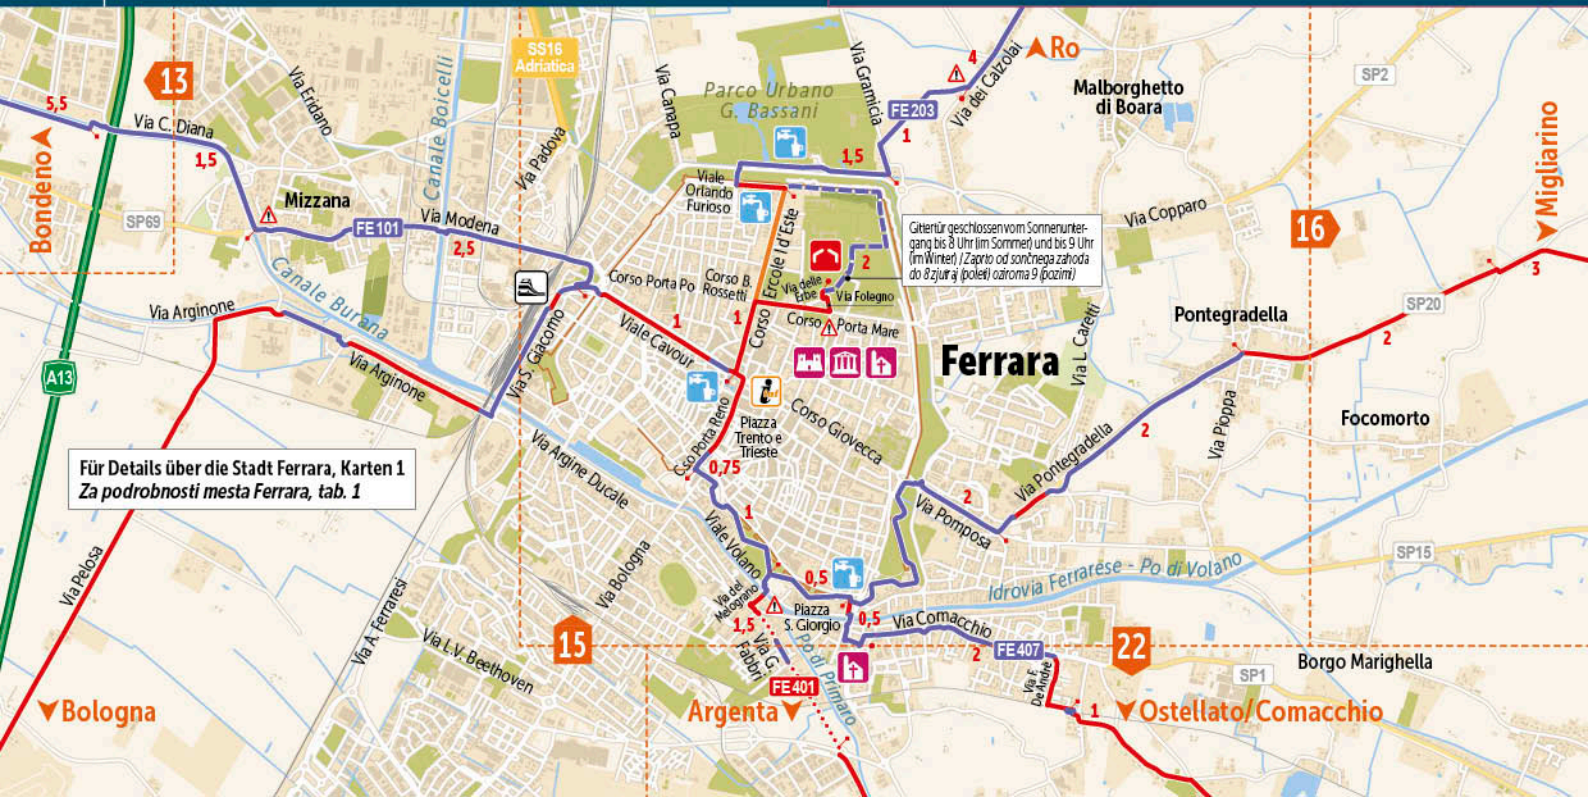 SS16
Adriatica
13
Via Eridano
Canale Boicelli
Via Canapa
Parco Urbano
G. Bassani
Via Gramicia
4
Via dei Calzolai
Ro
Malborghetto
di Boara
SP2
5,5
Via C. Diana
1,5
Via Padova
FE203
1
1,5
Migliarino
Bondeno
SP69
Mizzana
FE101
Via Modena
2,5
Viale
Orlando
Furioso
Corso Ercole I d'Este
Via Copparo
16
Gittertür geschlossen vom Sonnenunter-
gang bis 8 Uhr (im Sommer) und bis 9 Uhr
(im Winter) / Zaprto od sončnega zahoda
do 8 zjutraj (poleti) oziroma 9 (pozimi)
2
3
Canale Burana
Corso Porta Po
Corso B.
Rossetti
Via delle
Erbe
Via Folegno
Via Arginone
Via S. Giacomo
Viale Cavour
1
1
Corso Porta Mare
SP20
Pontegradella
2
Via L. Caretti
A13
Via Arginone
Ferrara
Via Pioppa
Focomorto
C.so Porta Reno
Piazza
Trento e
Trieste
Corso Giovecca
2
Via Pontegradella
Für Details über die Stadt Ferrara, Karten 1
Za podrobnosti mesta Ferrara, tab. 1
Via Argine Ducale
0,75
1
2
Via Pomposa
Viale Volano
SP15
Via Pelosa
Via Bologna
Via A. Ferraresi
0,5
Idrovia Ferrarese - Po di Volano
Via del
Melograno
Piazza
S. Giorgio
0,5
Via Comacchio
1,5
15
Via G.
Fabbri
Po di Primaro
2
FE407
22
Via L.V. Beethoven
Via F.
De Andrè
Borgo Marighella
SP1
FE401
Bologna
Argenta
1
Ostellato/Comacchio